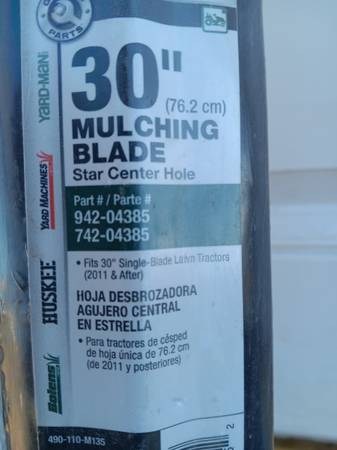 PARTS
30"
(76.2 cm)
MULCHING
BLADE
Star Center Hole
Part # / Parte #
942-04385
742-04385
• Fits 30" Single-Blade Lawn Tractors
(2011 & After)
HOJA DESBROZADORA
AGUJERO CENTRAL
EN ESTRELLA
• Para tractores de césped
de hoja única de 76.2 cm
(de 2011 y posteriores)
490-110-M135
YARD-MAN
YARD MACHINES
HUSKEE
Bolens
2